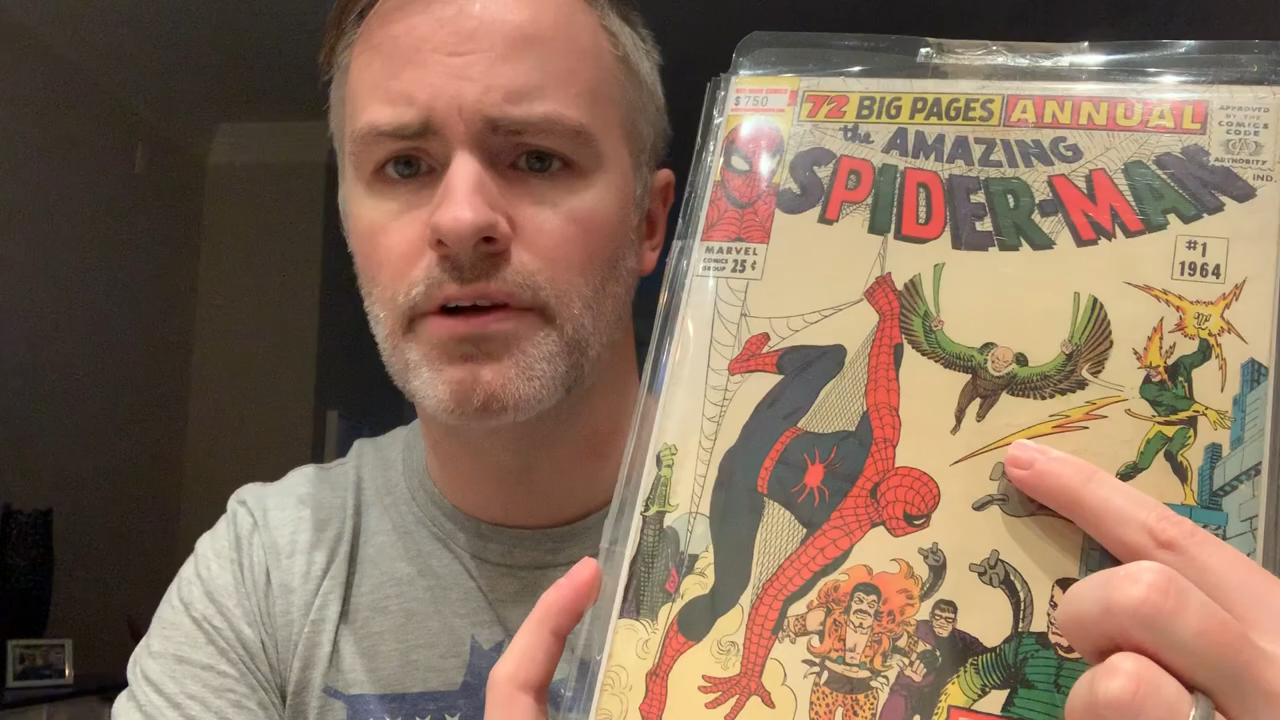 $750
72 BIG PAGES ANNUAL
APPROVED
BY THE
COMICS
CODE
AUTHORITY
the AMAZING
SPIDER-MAN
IND.
MARVEL
COMICS
GROUP 25¢
#1
1964